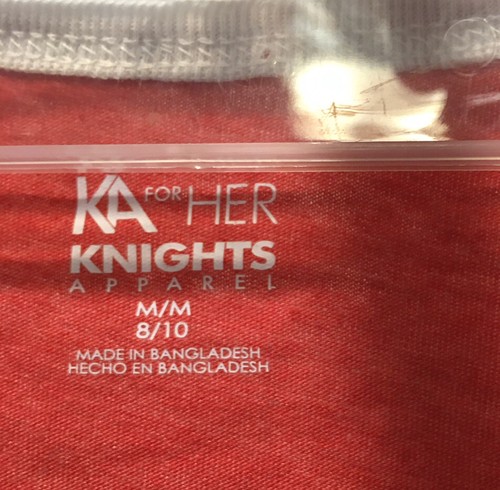 KA FOR HER
KNIGHTS
APPAREL
M/M
8/10
MADE IN BANGLADESH
HECHO EN BANGLADESH